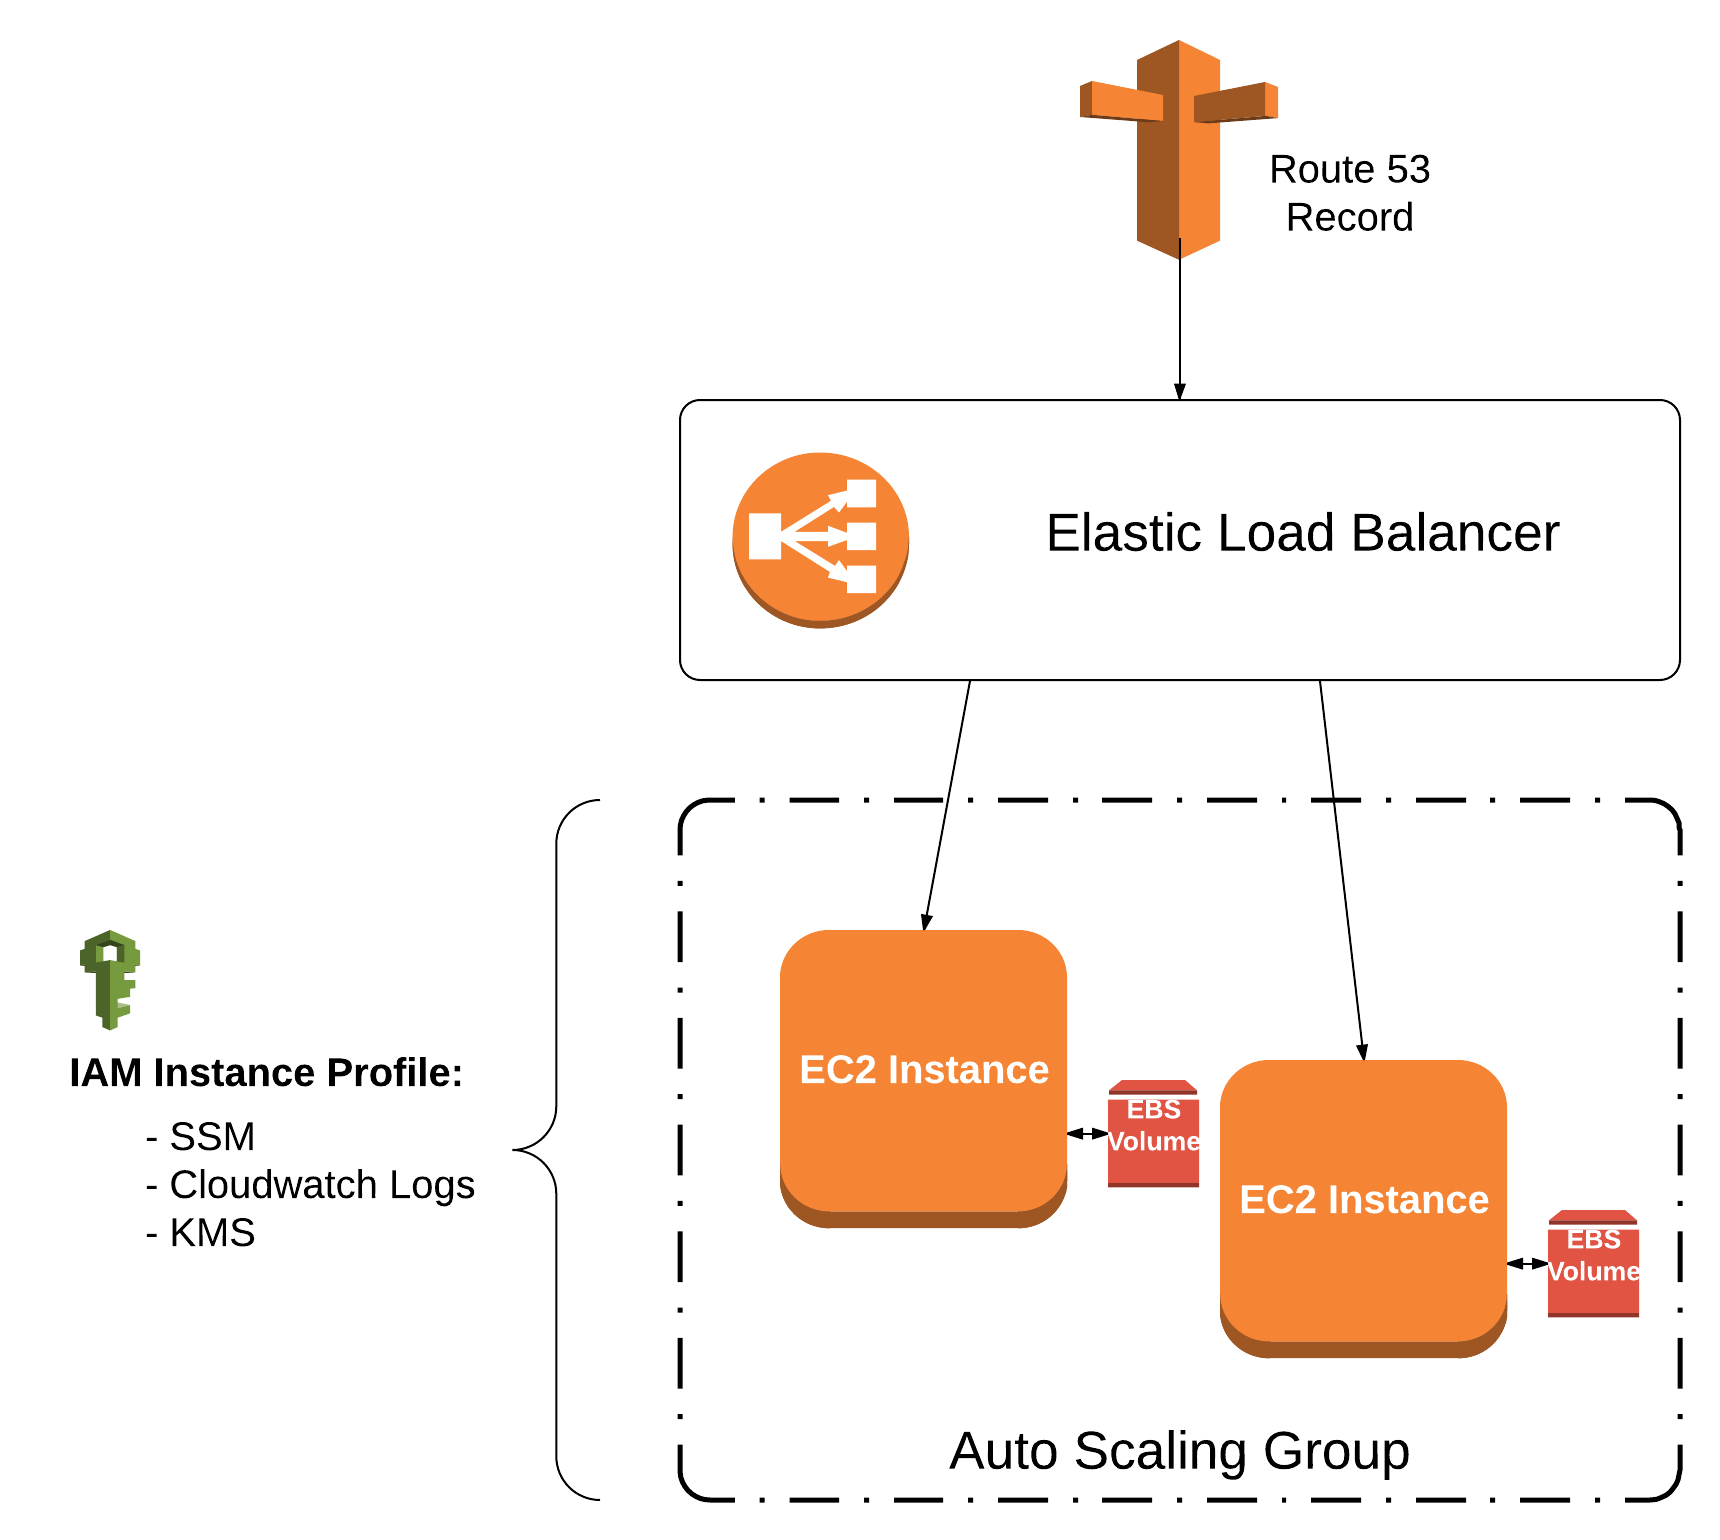 Route 53
Record
Elastic Load Balancer
IAM Instance Profile:
- SSM
- Cloudwatch Logs
- KMS
EC2 Instance
EBS
Volume
EC2 Instance
EBS
Volume
Auto Scaling Group